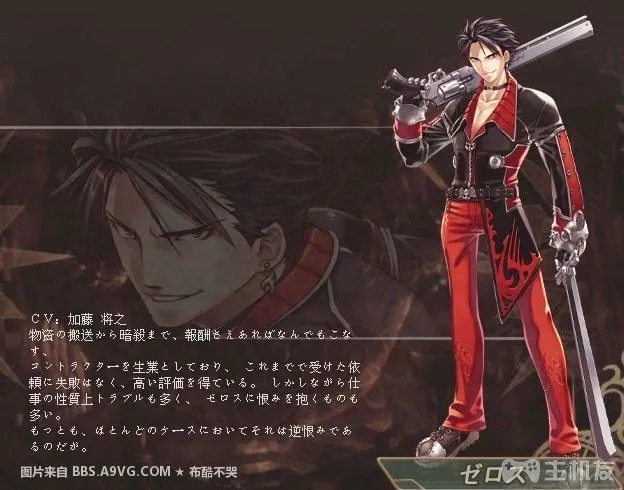 CV: 加藤 将之
物資の搬送から暗殺まで、報酬さえあればなんでもこな
す、
コントラクターを生業としており、 これまでで受けた依
頼に失敗はなく、高い評価を得ている。 しかしながら仕
事の性質上トラブルも多く、 ゼロスに恨みを抱くものも
多い。
もっとも、ほとんどのケースにおいてそれは逆恨みであ
るのだが。
图片来自 BBS.A9VG.COM ★ 布酷不哭
ゼロス
主机友